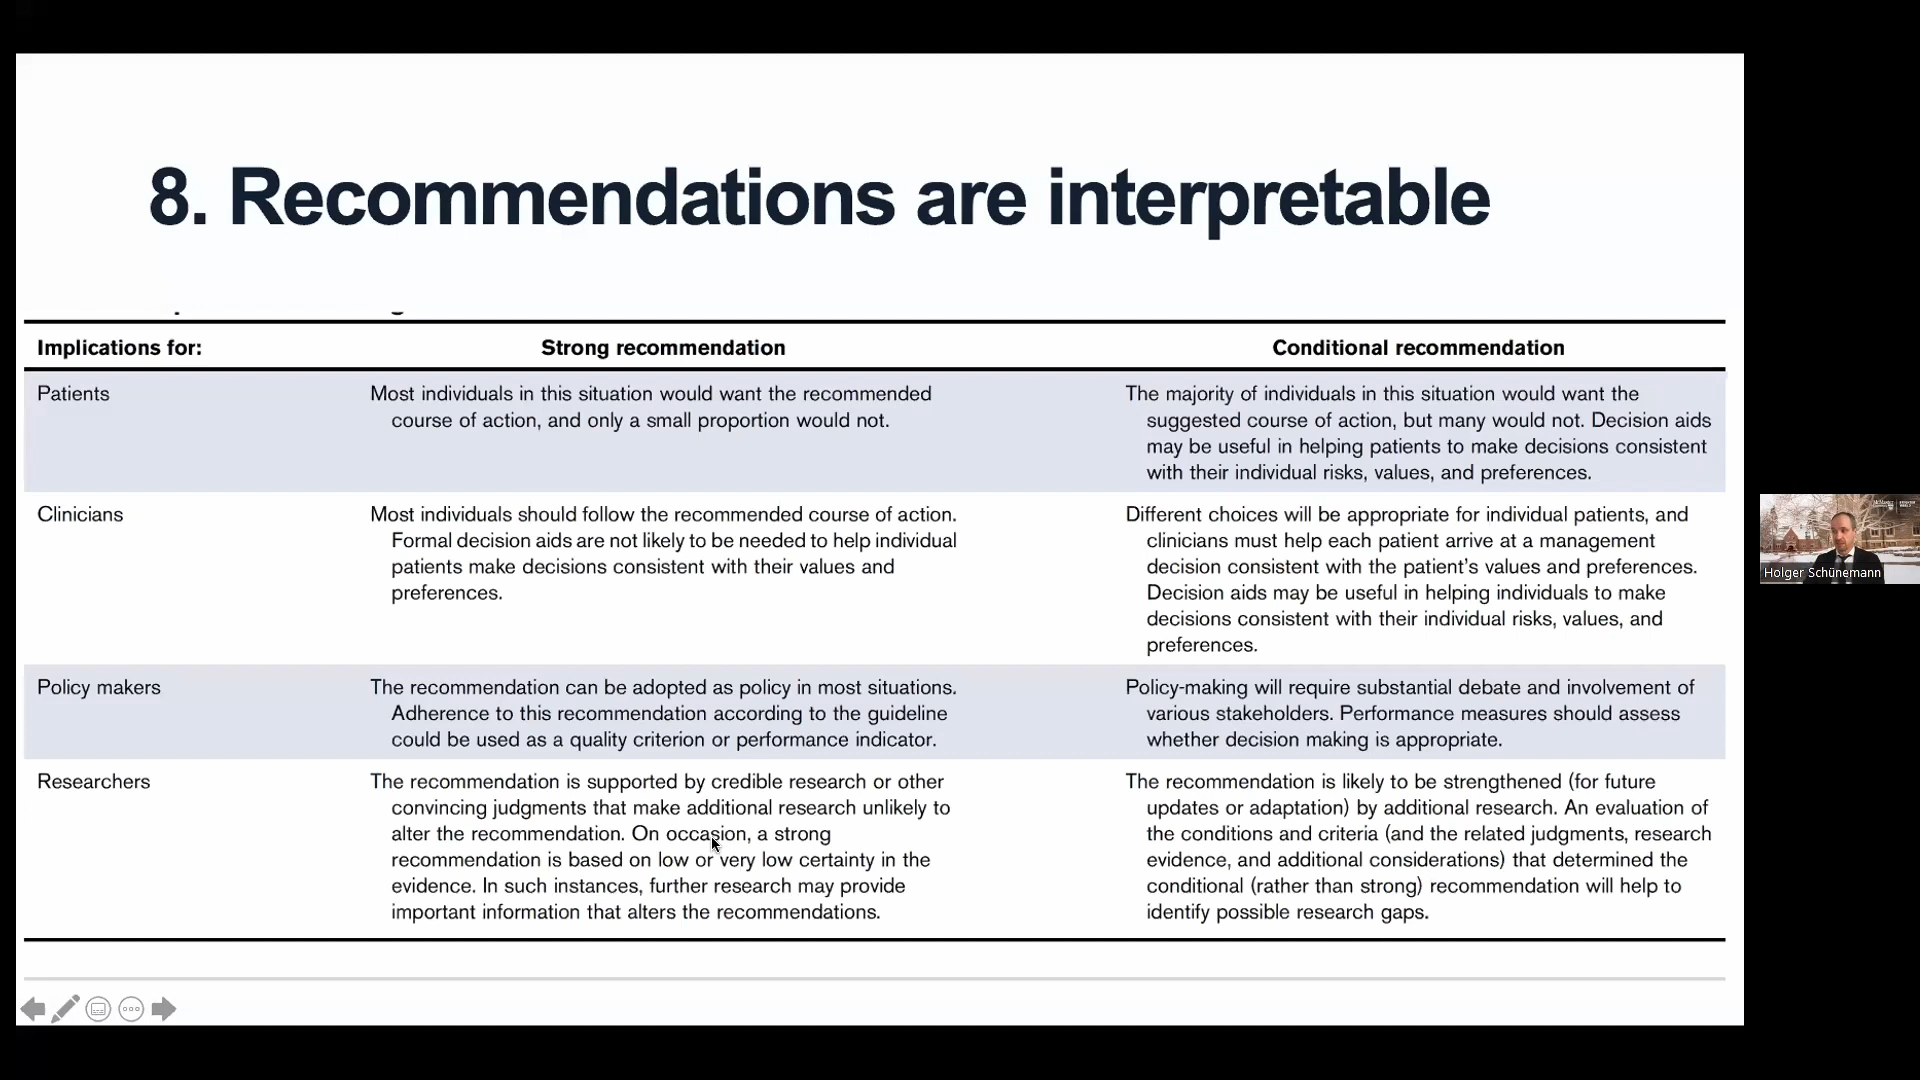 8. Recommendations are interpretable
Implications for:
Strong recommendation
Conditional recommendation
Patients
Most individuals in this situation would want the recommended
course of action, and only a small proportion would not.
The majority of individuals in this situation would want the
suggested course of action, but many would not. Decision aids
may be useful in helping patients to make decisions consistent
with their individual risks, values, and preferences.
Clinicians
Most individuals should follow the recommended course of action.
Formal decision aids are not likely to be needed to help individual
patients make decisions consistent with their values and
preferences.
Different choices will be appropriate for individual patients, and
clinicians must help each patient arrive at a management
decision consistent with the patient's values and preferences.
Decision aids may be useful in helping individuals to make
decisions consistent with their individual risks, values, and
preferences.
Policy makers
The recommendation can be adopted as policy in most situations.
Adherence to this recommendation according to the guideline
could be used as a quality criterion or performance indicator.
Policy-making will require substantial debate and involvement of
various stakeholders. Performance measures should assess
whether decision making is appropriate.
Researchers
The recommendation is supported by credible research or other
convincing judgments that make additional research unlikely to
alter the recommendation. On occasion, a strong
recommendation is based on low or very low certainty in the
evidence. In such instances, further research may provide
important information that alters the recommendations.
The recommendation is likely to be strengthened (for future
updates or adaptation) by additional research. An evaluation of
the conditions and criteria (and the related judgments, research
evidence, and additional considerations) that determined the
conditional (rather than strong) recommendation will help to
identify possible research gaps.
Holger Schünemann